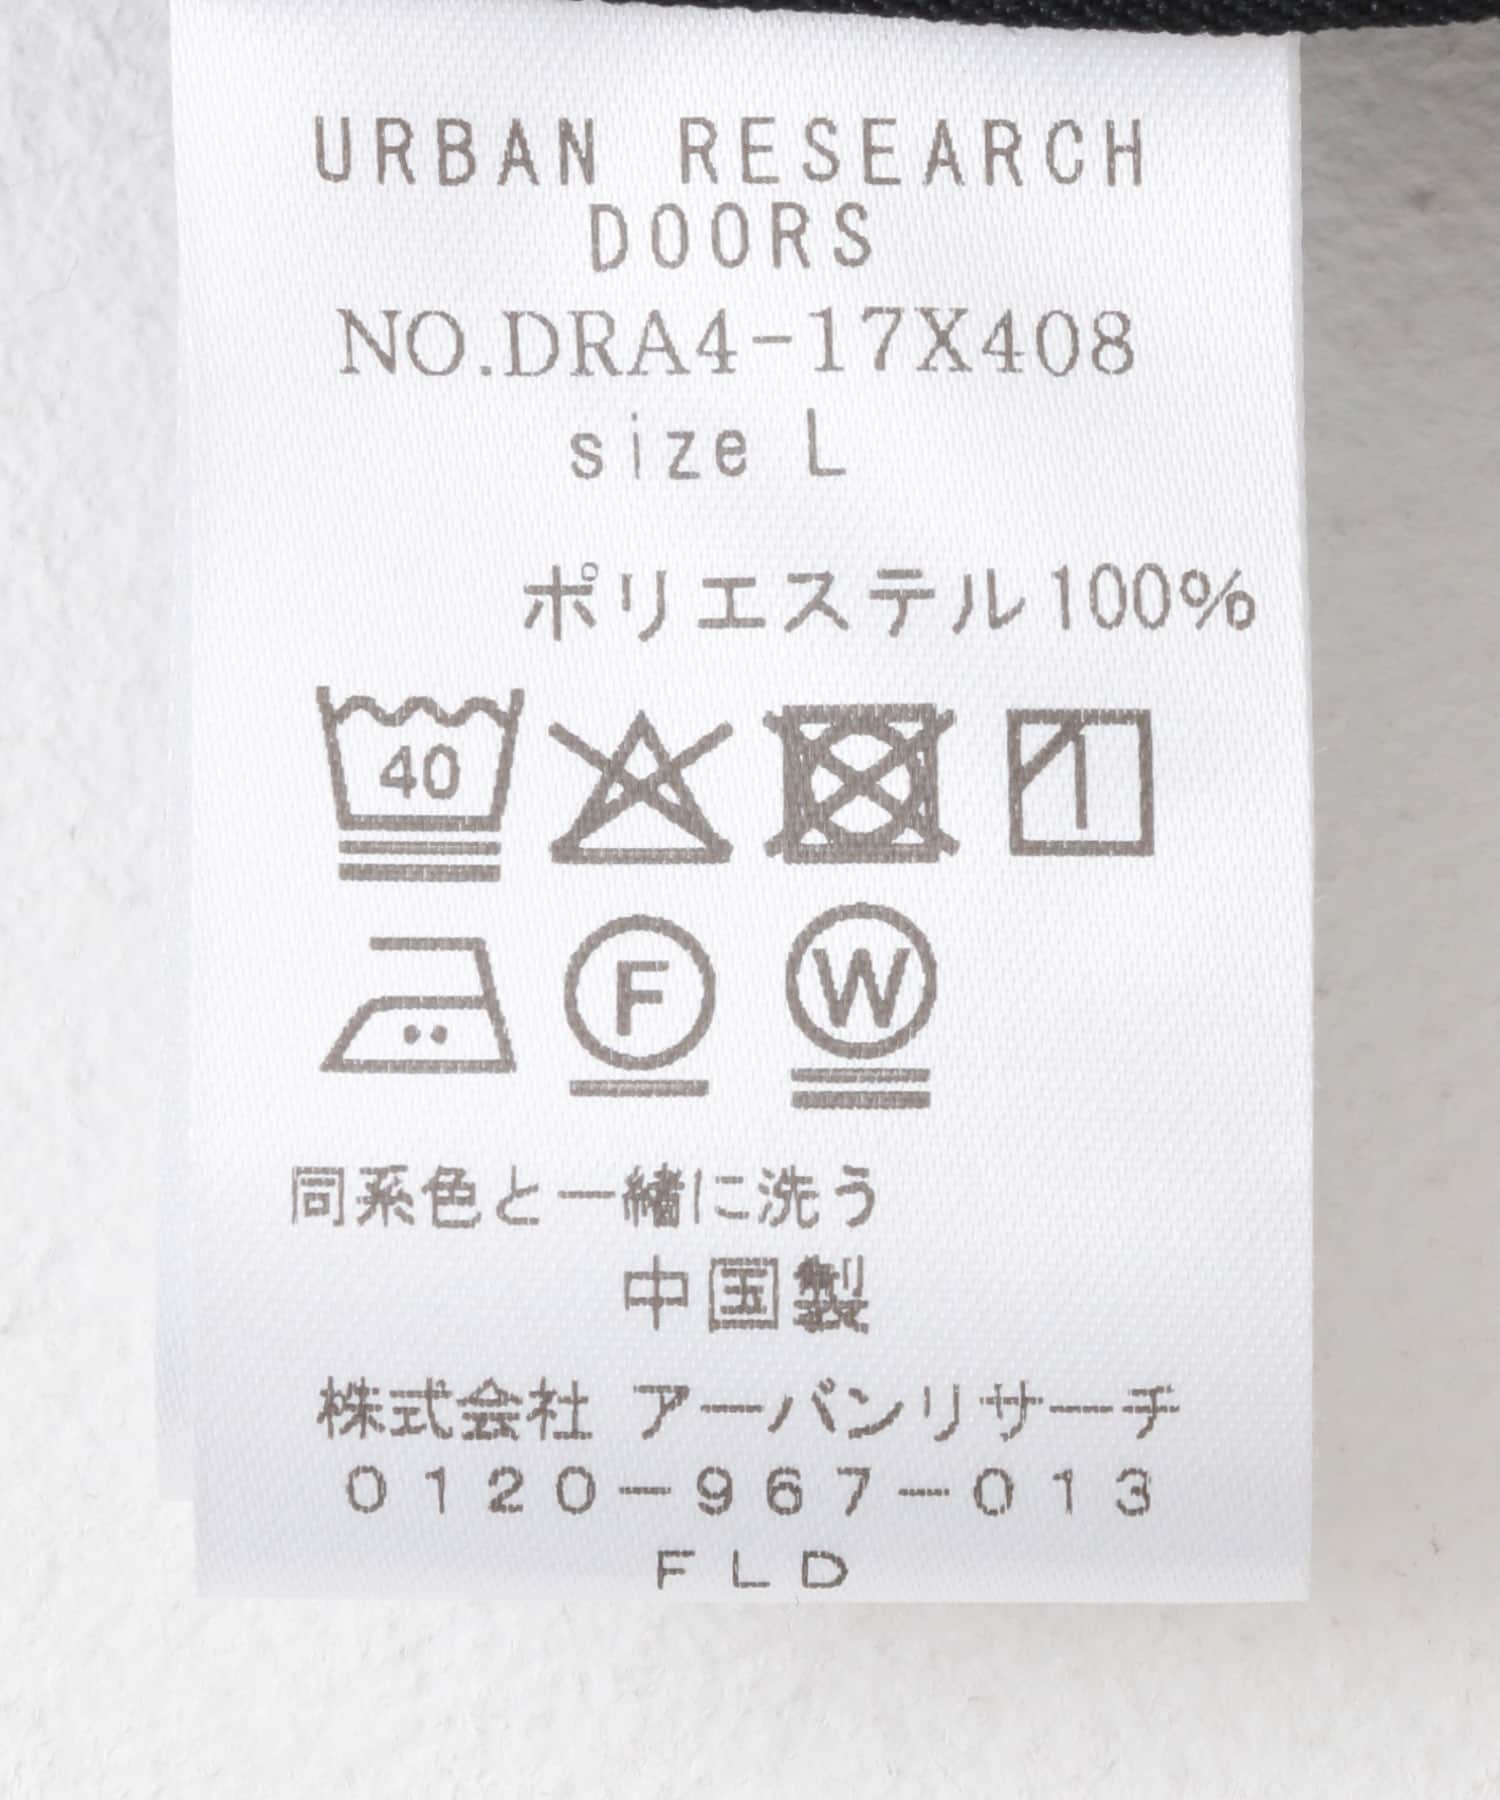 URBAN RESEARCH
DOORS
NO.DRA4-17X408
size L
ポリエステル100%
40
F W
同系色と一緒に洗う
中国製
株式会社 アーバンリサーチ
0120-967-013
FLD